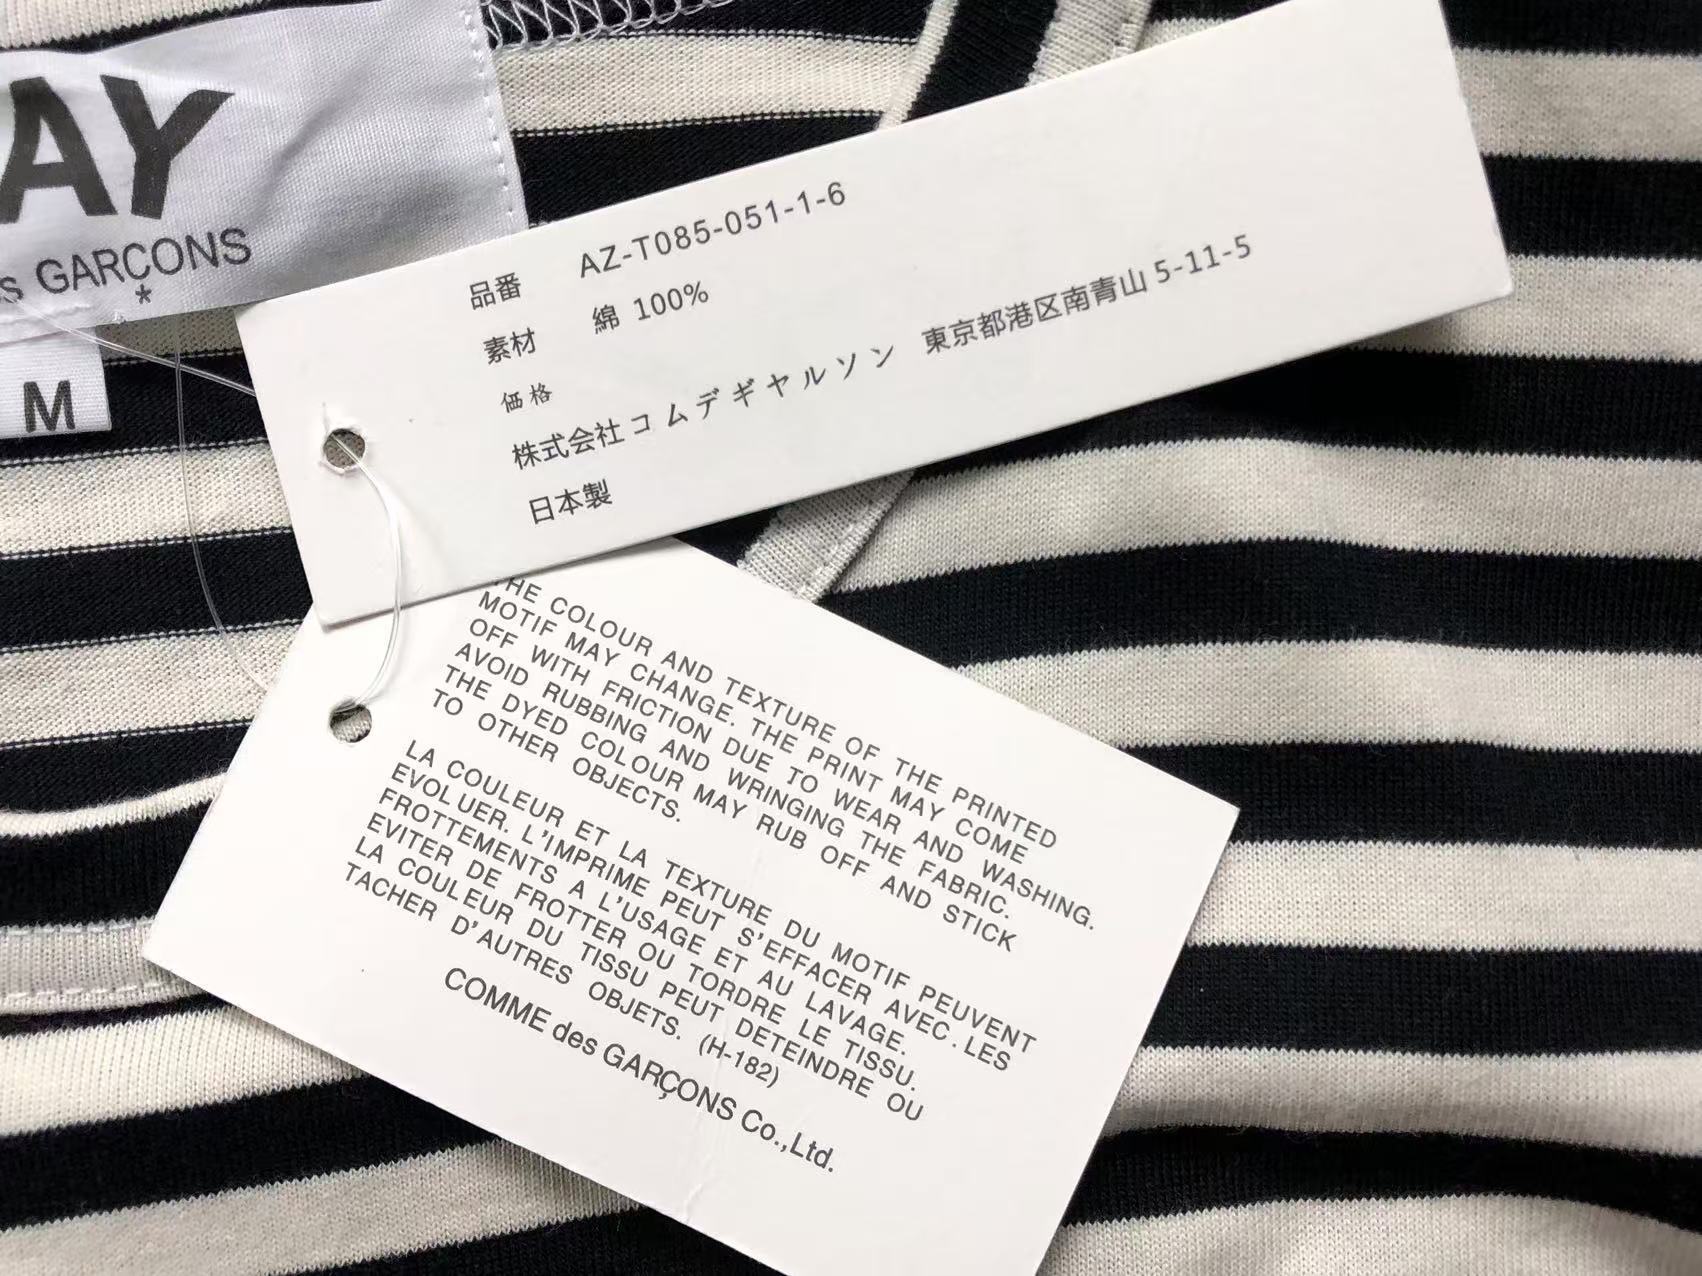 AY
s GARÇONS
*
M
品番 AZ-T085-051-1-6
素材 綿 100%
価格
株式会社コムデギャルソン 東京都港区南青山 5-11-5
日本製
THE COLOUR AND TEXTURE OF THE PRINTED
MOTIF MAY CHANGE. THE PRINT MAY COME
OFF WITH FRICTION DUE TO WEAR AND WASHING.
AVOID RUBBING AND WRINGING THE FABRIC.
THE DYED COLOUR MAY RUB OFF AND STICK
TO OTHER OBJECTS.
LA COULEUR ET LA TEXTURE DU MOTIF PEUVENT
EVOLUER. L'IMPRIME PEUT S'EFFACER AVEC. LES
FROTTEMENTS A L'USAGE ET AU LAVAGE.
EVITER DE FROTTER OU TORDRE LE TISSU.
LA COULEUR DU TISSU PEUT DETEINDRE OU
TACHER D'AUTRES OBJETS. (H-182)
COMME des GARÇONS Co.,Ltd.